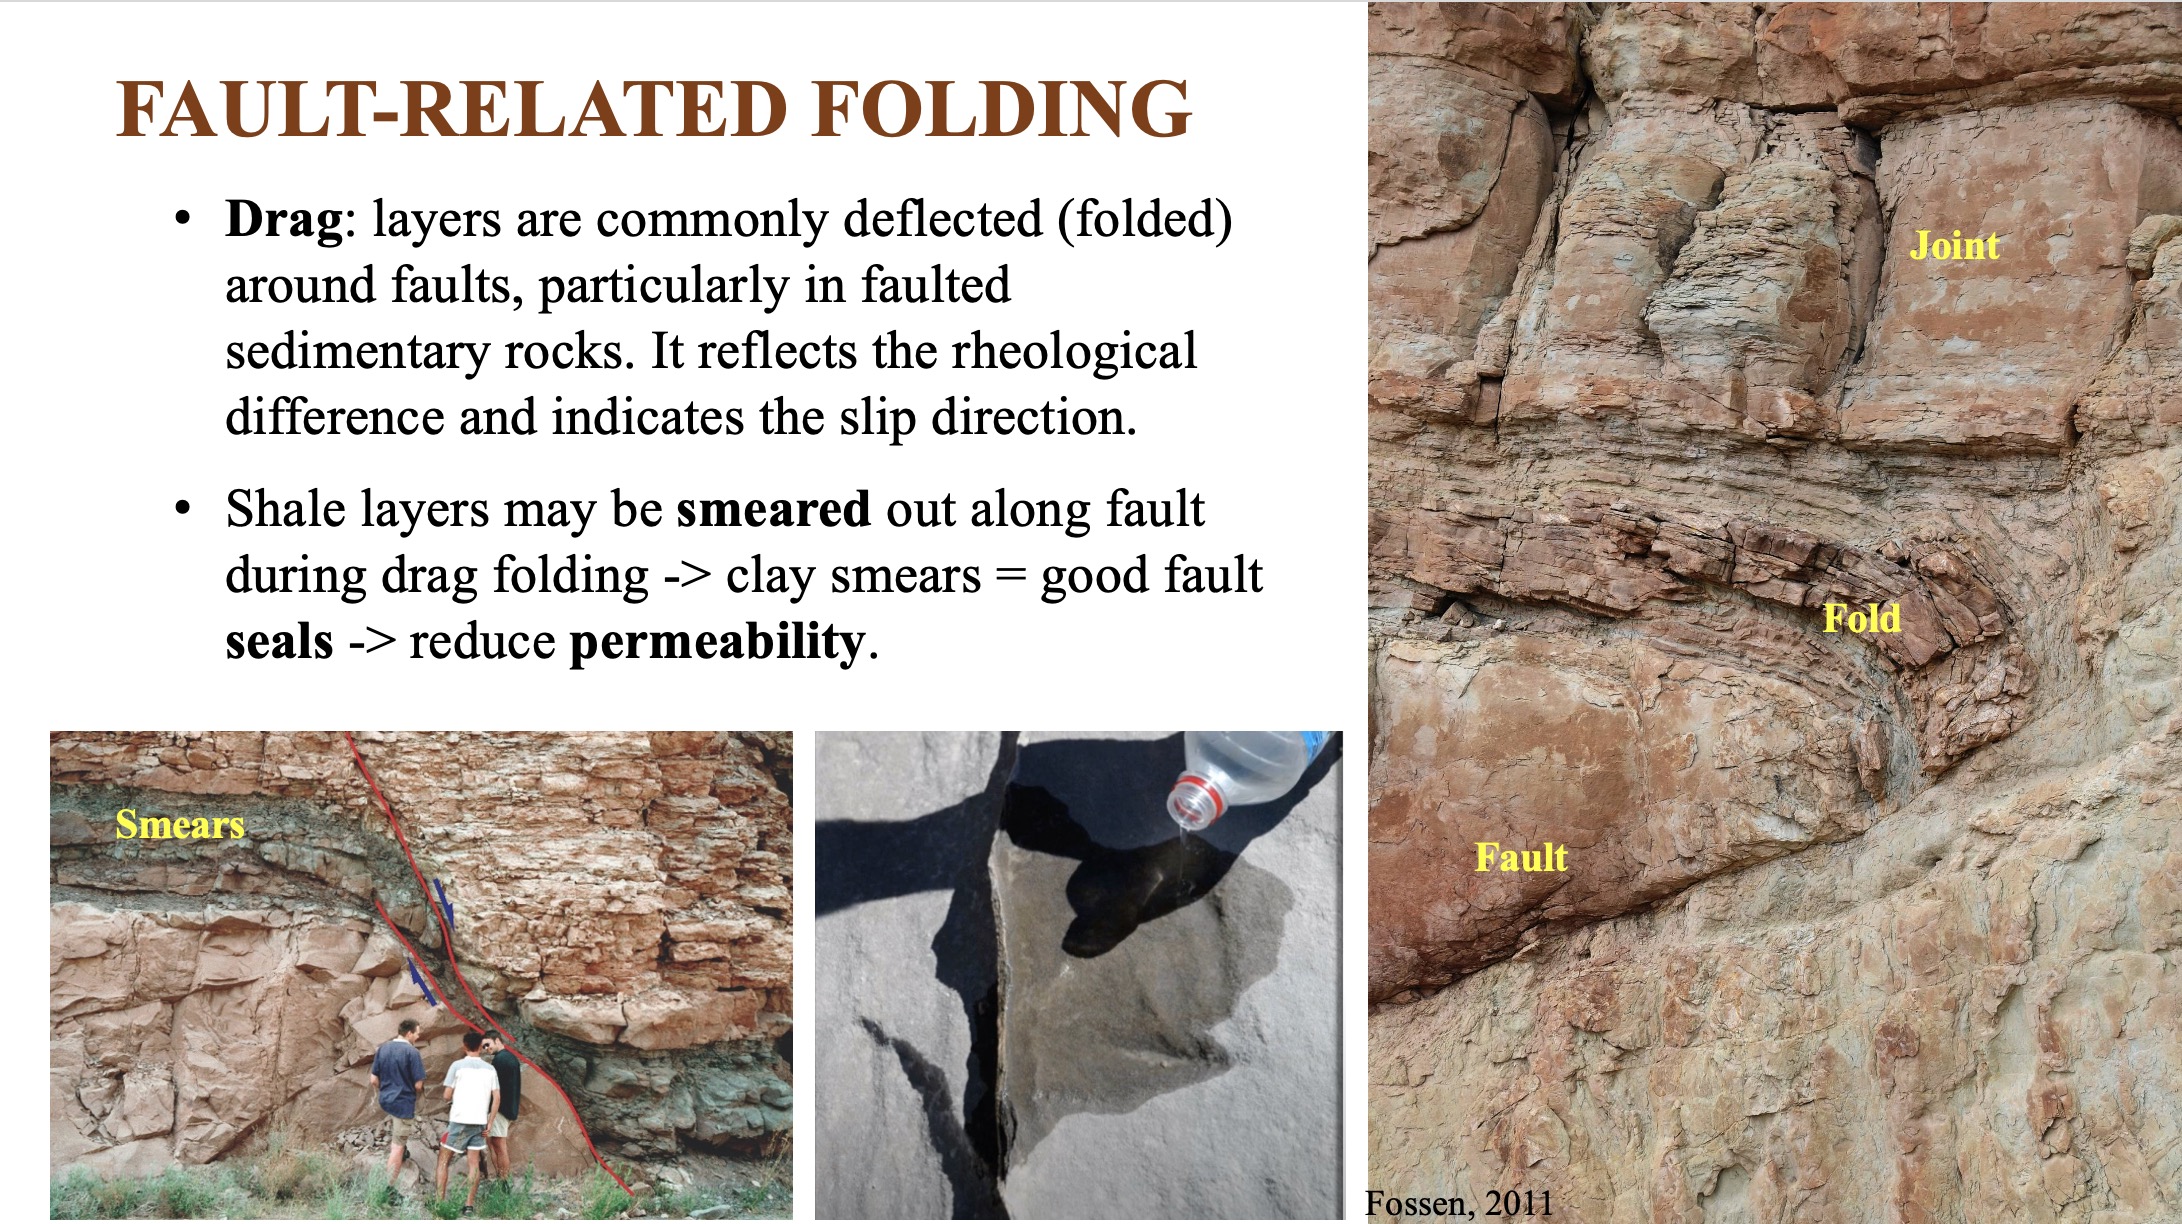 FAULT-RELATED FOLDING
• Drag: layers are commonly deflected (folded)
around faults, particularly in faulted
sedimentary rocks. It reflects the rheological
difference and indicates the slip direction.
• Shale layers may be smeared out along fault
during drag folding -> clay smears = good fault
seals -> reduce permeability.
Smears
Joint
Fold
Fault
Fossen, 2011